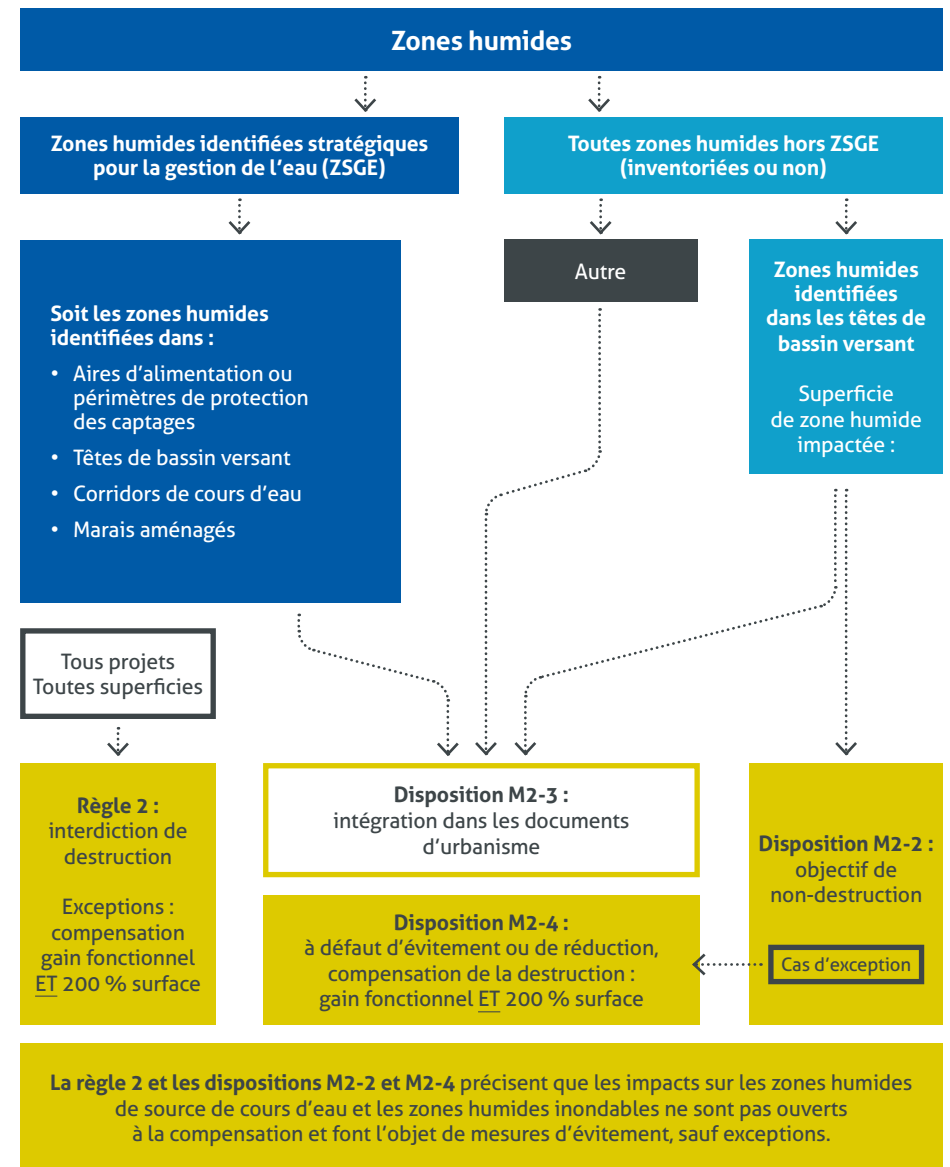 Zones humides
Zones humides identifiées stratégiques
pour la gestion de l'eau (ZSGE)
Toutes zones humides hors ZSGE
(inventoriées ou non)
Soit les zones humides
identifiées dans :
• Aires d'alimentation ou
périmètres de protection
des captages
• Têtes de bassin versant
• Corridors de cours d'eau
• Marais aménagés
Autre
Zones humides
identifiées
dans les têtes de
bassin versant
Superficie
de zone humide
impactée :
Tous projets
Toutes superficies
Règle 2 :
interdiction de
destruction
Exceptions :
compensation
gain fonctionnel
ET 200 % surface
Disposition M2-3 :
intégration dans les documents
d'urbanisme
Disposition M2-4 :
à défaut d'évitement ou de réduction,
compensation de la destruction :
gain fonctionnel ET 200 % surface
Disposition M2-2 :
objectif de
non-destruction
Cas d'exception
La règle 2 et les dispositions M2-2 et M2-4 précisent que les impacts sur les zones humides
de source de cours d'eau et les zones humides inondables ne sont pas ouverts
à la compensation et font l'objet de mesures d'évitement, sauf exceptions.